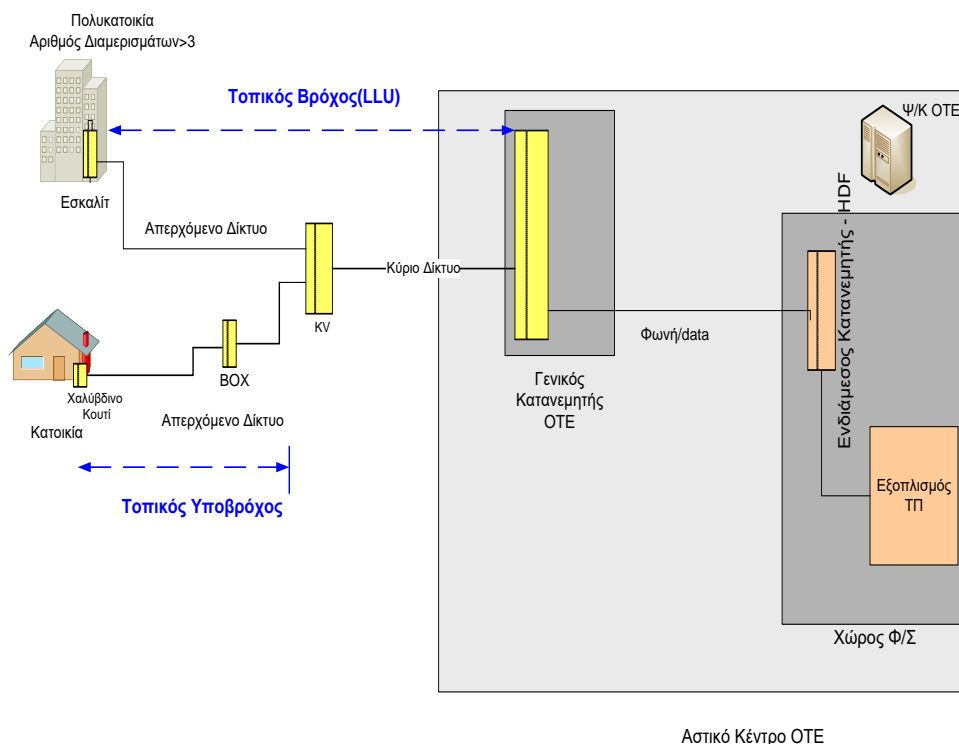 Πολυκατοικία
Αριθμός Διαμερισμάτων>3
Τοπικός Βρόχος(LLU)
Ψ/Κ ΟΤΕ
Εσκαλίτ
Απερχόμενο Δίκτυο
Κύριο Δίκτυο
KV
Ενδιάμεσος Κατανεμητής - HDF
Φωνή/data
BOX
Χαλύβδινο
Κουτί
Κατοικία
Απερχόμενο Δίκτυο
Γενικός
Κατανεμητής
ΟΤΕ
Τοπικός Υποβρόχος
Εξοπλισμός
ΤΠ
Χώρος Φ/Σ
Αστικό Κέντρο ΟΤΕ